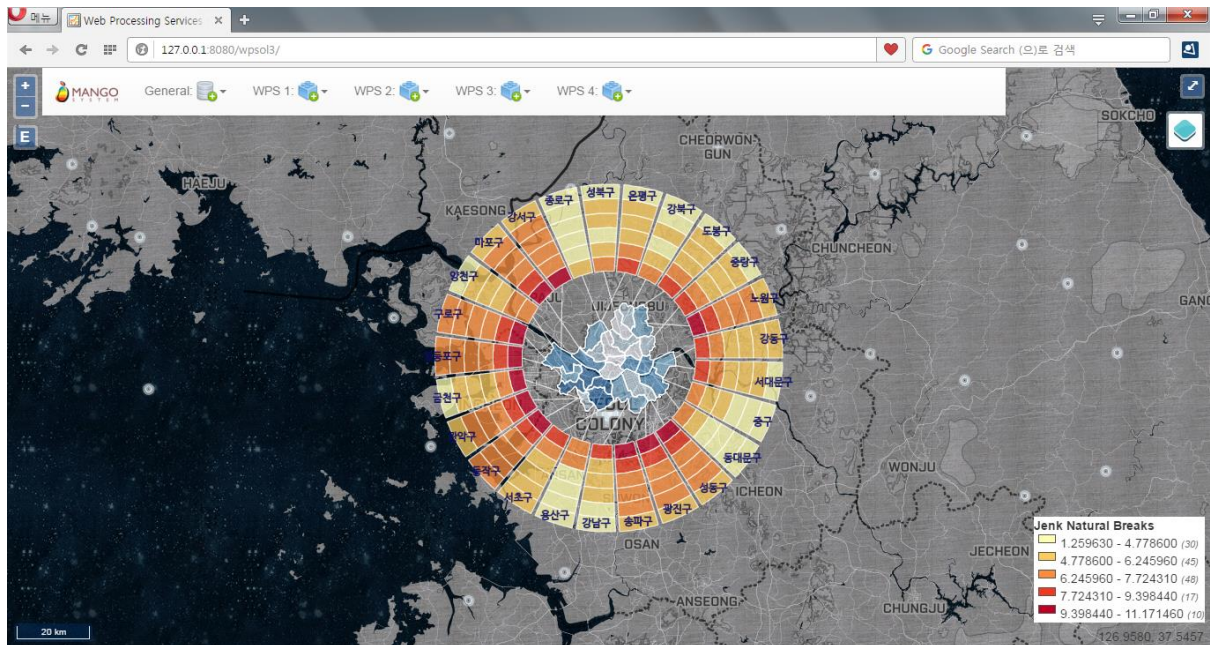 메뉴
Web Processing Services
127.0.0.1:8080/wpsol3/
Google Search (으)로 검색
MANGO
SYSTEM
General:
WPS 1:
WPS 2:
WPS 3:
WPS 4:
E
SOKCHO
CHEORWON-
GUN
HAEJU
KAESONG
CHUNCHEON
GANG
종로구
성북구
은평구
강북구
도봉구
중랑구
노원구
강동구
서대문구
중구
동대문구
성동구
광진구
송파구
강남구
용산구
서초구
동작구
관악구
금천구
영등포구
구로구
양천구
마포구
강서구
COLONY
WONJU
ICHEON
OSAN
JECHEON
ANSEONG
CHUNGJU
Jenk Natural Breaks
1.259630 - 4.778600 (30)
4.778600 - 6.245960 (45)
6.245960 - 7.724310 (48)
7.724310 - 9.398440 (17)
9.398440 - 11.171460 (10)
20 km
126.9580, 37.5457